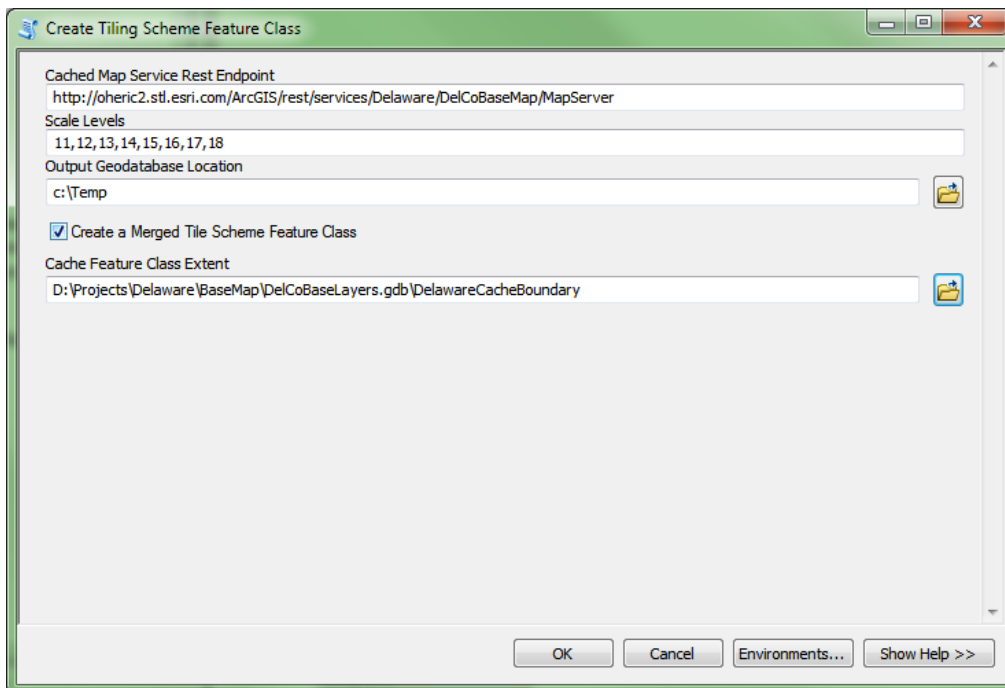 Create Tiling Scheme Feature Class
Cached Map Service Rest Endpoint
http://oheric2.stl.esri.com/ArcGIS/rest/services/Delaware/DelCoBaseMap/MapServer
Scale Levels
11,12,13,14,15,16,17,18
Output Geodatabase Location
c:\Temp
Create a Merged Tile Scheme Feature Class
Cache Feature Class Extent
D:\Projects\Delaware\BaseMap\DelCoBaseLayers.gdb\DelawareCacheBoundary
OK Cancel Environments... Show Help >>